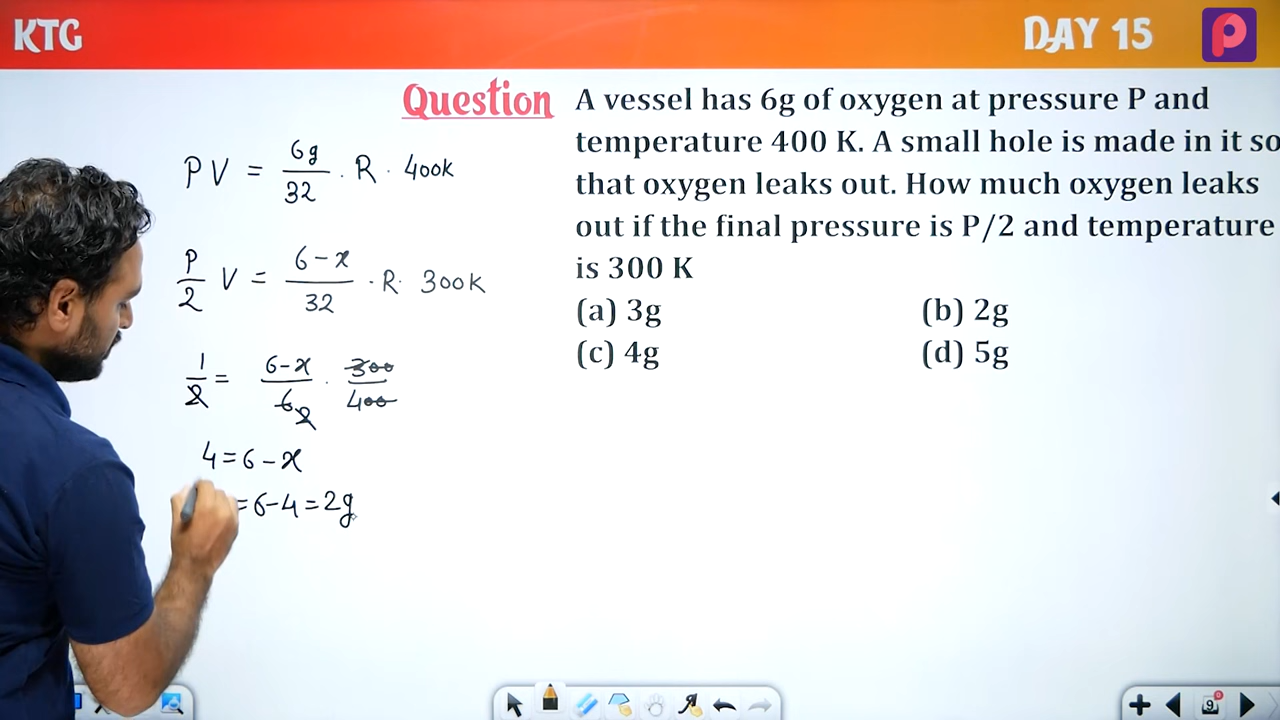 KTG
DAY 15
Question
A vessel has 6g of oxygen at pressure P and
temperature 400 K. A small hole is made in it so
that oxygen leaks out. How much oxygen leaks
out if the final pressure is P/2 and temperature
is 300 K
(a) 3g (b) 2g
(c) 4g (d) 5g
PV = 6g/32 . R . 400k
P/2 V = 6-x/32 . R . 300k
1/2 = 6-x/6 2 . 300/400
4 = 6 - x
= 6-4 = 2g
9